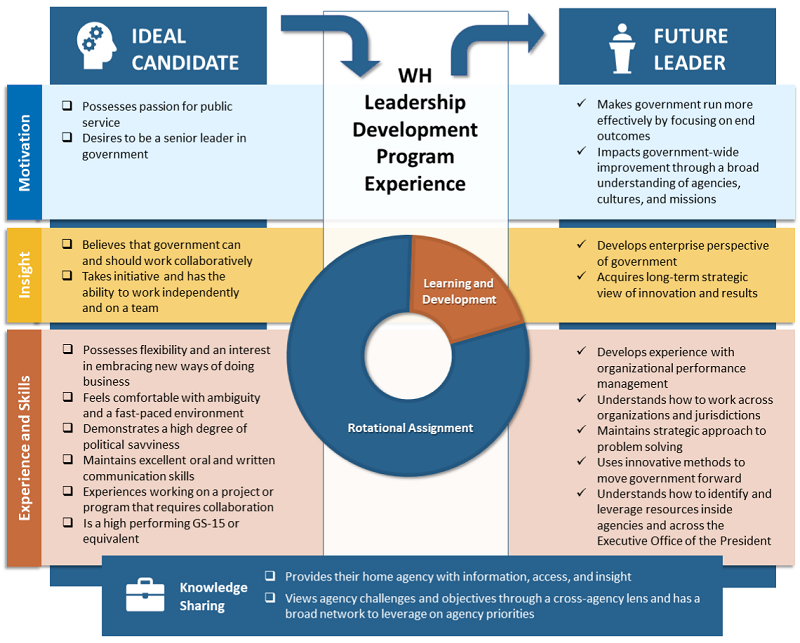 IDEAL
CANDIDATE
WH
Leadership
Development
Program
Experience
FUTURE
LEADER
Motivation
❑ Possesses passion for public
service
❑ Desires to be a senior leader in
government
✓ Makes government run more
effectively by focusing on end
outcomes
✓ Impacts government-wide
improvement through a broad
understanding of agencies,
cultures, and missions
Insight
❑ Believes that government can
and should work collaboratively
❑ Takes initiative and has the
ability to work independently
and on a team
Learning and
Development
✓ Develops enterprise perspective
of government
✓ Acquires long-term strategic
view of innovation and results
Experience and Skills
❑ Possesses flexibility and an interest
in embracing new ways of doing
business
❑ Feels comfortable with ambiguity
and a fast-paced environment
❑ Demonstrates a high degree of
political savviness
❑ Maintains excellent oral and written
communication skills
❑ Experiences working on a project or
program that requires collaboration
❑ Is a high performing GS-15 or
equivalent
Rotational Assignment
✓ Develops experience with
organizational performance
management
✓ Understands how to work across
organizations and jurisdictions
✓ Maintains strategic approach to
problem solving
✓ Uses innovative methods to
move government forward
✓ Understands how to identify and
leverage resources inside
agencies and across the
Executive Office of the President
Knowledge
Sharing
❑ Provides their home agency with information, access, and insight
❑ Views agency challenges and objectives through a cross-agency lens and has a
broad network to leverage on agency priorities